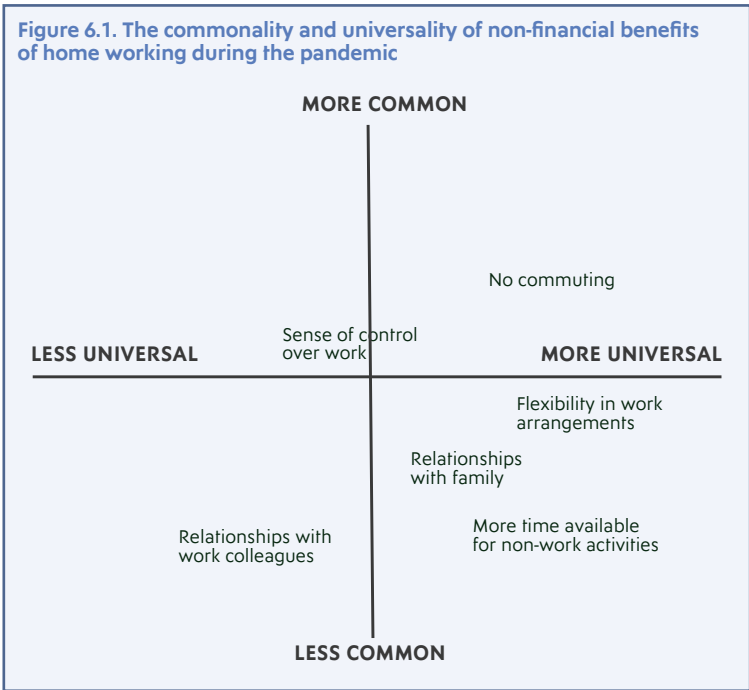 Figure 6.1. The commonality and universality of non-financial benefits
of home working during the pandemic
MORE COMMON
No commuting
Sense of control
over work
LESS UNIVERSAL
MORE UNIVERSAL
Flexibility in work
arrangements
Relationships
with family
More time available
for non-work activities
Relationships with
work colleagues
LESS COMMON